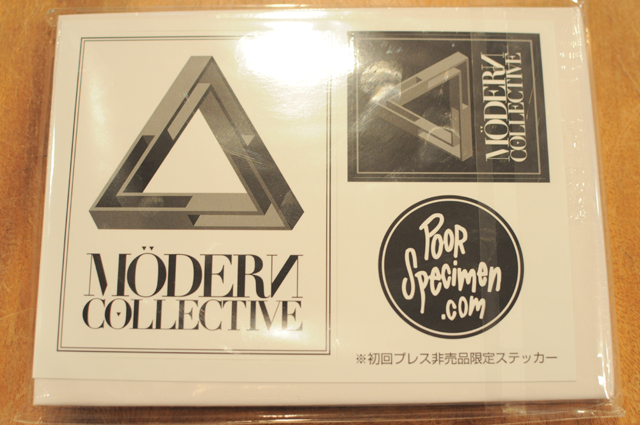 MÖDERN
COLLECTIVE
MÖDERN
COLLECTIVE
POOR
SPECiMEN
.COM
※初回プレス非売品限定ステッカー